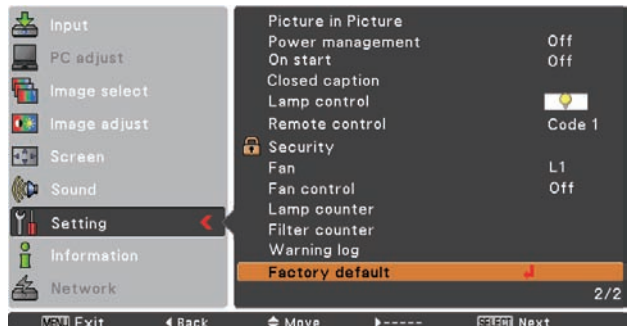 Input
PC adjust
Image select
Image adjust
Screen
Sound
Setting
Information
Network
Picture in Picture
Power management Off
On start Off
Closed caption
Lamp control
Remote control Code 1
Security
Fan L1
Fan control Off
Lamp counter
Filter counter
Warning log
Factory default
2/2
MENU Exit Back Move ----- SELECT Next